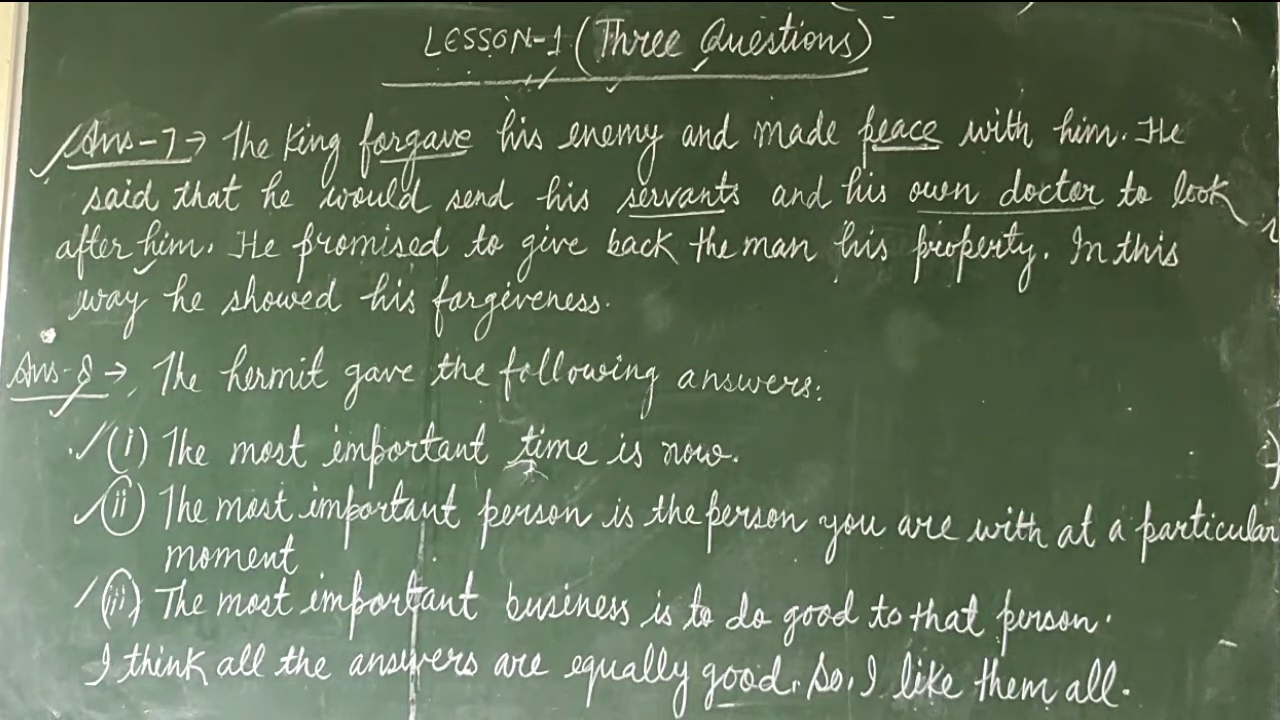 LESSON-1 (Three Questions)
Ans-7→ The King forgave his enemy and made peace with him. He
said that he would send his servants and his own doctor to look
after him. He promised to give back the man his property. In this
way he showed his forgiveness.
Ans-8→ The hermit gave the following answers:
(i) The most important time is now.
(ii) The most important person is the person you are with at a particular
moment
(iii) The most important business is to do good to that person.
I think all the answers are equally good. So, I like them all.